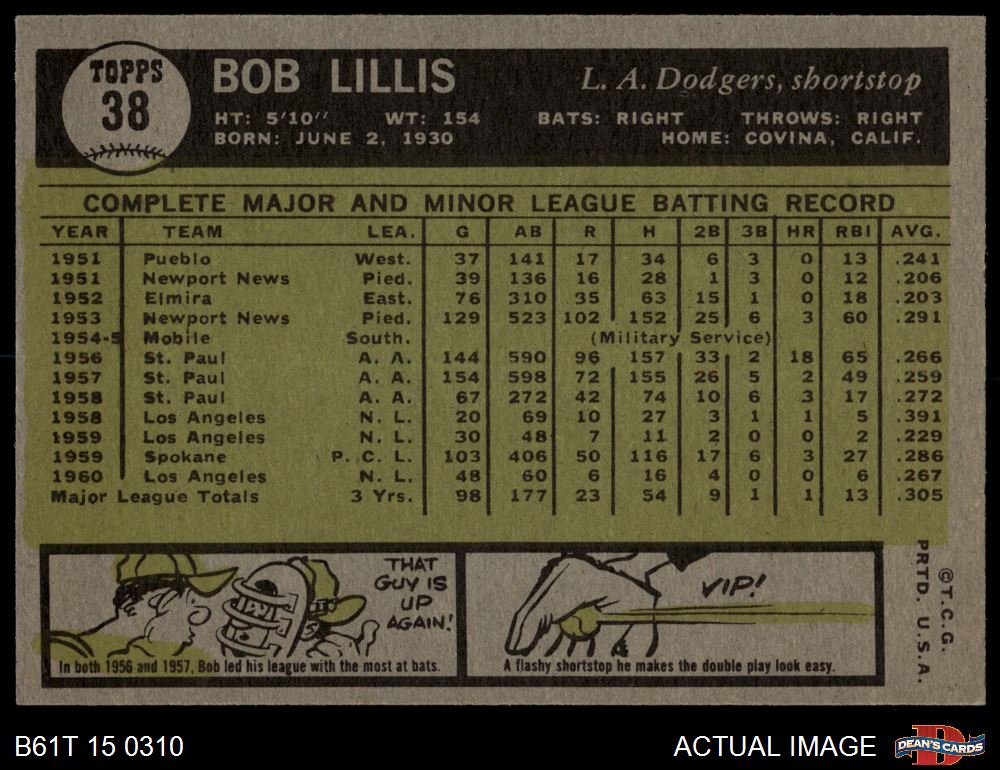 TOPPS
38
BOB LILLIS L. A. Dodgers, shortstop
HT: 5'10" WT: 154 BATS: RIGHT THROWS: RIGHT
BORN: JUNE 2, 1930 HOME: COVINA, CALIF.
COMPLETE MAJOR AND MINOR LEAGUE BATTING RECORD
YEAR TEAM LEA. G AB R H 2B 3B HR RBI AVG.
1951 Pueblo West. 37 141 17 34 6 3 0 13 .241
1951 Newport News Pied. 39 136 16 28 1 3 0 12 .206
1952 Elmira East. 76 310 35 63 15 1 0 18 .203
1953 Newport News Pied. 129 523 102 152 25 6 3 60 .291
1954-5 Mobile South. (Military Service)
1956 St. Paul A. A. 144 590 96 157 33 2 18 65 .266
1957 St. Paul A. A. 154 598 72 155 26 5 2 49 .259
1958 St. Paul A. A. 67 272 42 74 10 6 3 17 .272
1958 Los Angeles N. L. 20 69 10 27 3 1 1 5 .391
1959 Los Angeles N. L. 30 48 7 11 2 0 0 2 .229
1959 Spokane P. C. L. 103 406 50 116 17 6 3 27 .286
1960 Los Angeles N. L. 48 60 6 16 4 0 0 6 .267
Major League Totals 3 Yrs. 98 177 23 54 9 1 1 13 .305
THAT
GUY IS
UP
AGAIN!
In both 1956 and 1957, Bob led his league with the most at bats.
VIP!
A flashy shortstop he makes the double play look easy.
©T.C.G.
PRTD. U.S.A.
B61T 15 0310 ACTUAL IMAGE
D
DEAN'S CARDS